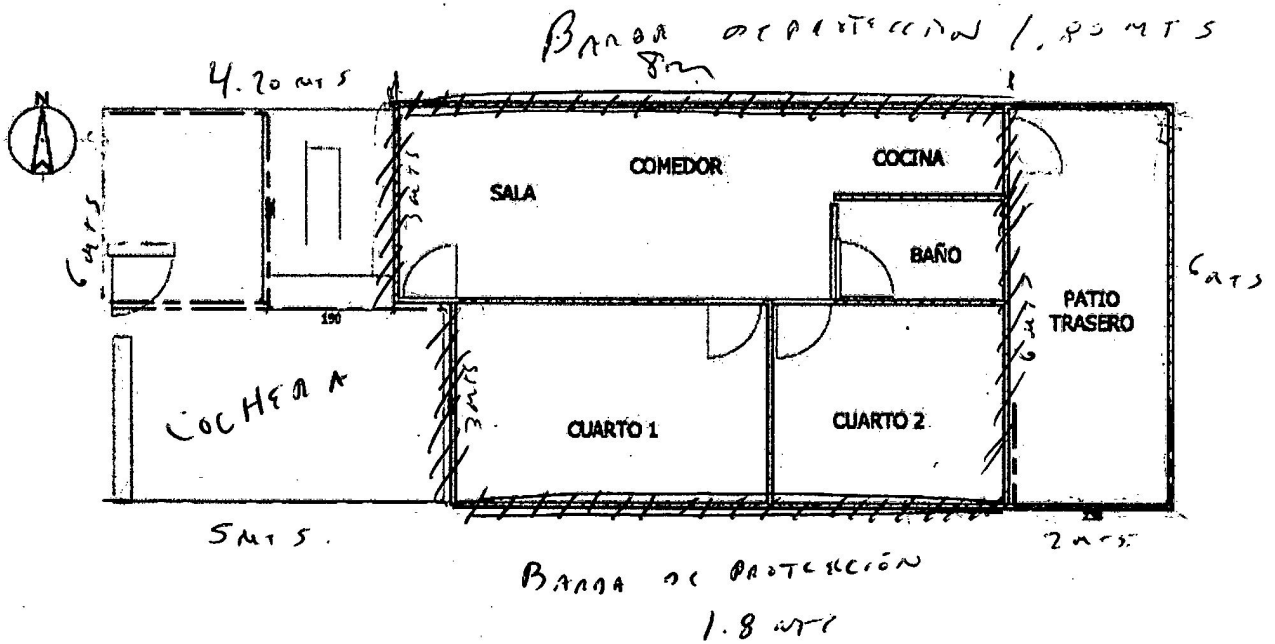 BARDA DE PROTECCIÓN 1.80 MTS
8m
4.20 MTS
N
COMEDOR
COCINA
SALA
3 MTS
6 MTS
BAÑO
6 MTS
PATIO
TRASERO
190
6 MTS
COCHERA
3 MTS
CUARTO 1
CUARTO 2
5 MTS.
2 MTS.
BARDA DE PROTECCIÓN
1.8 MTS